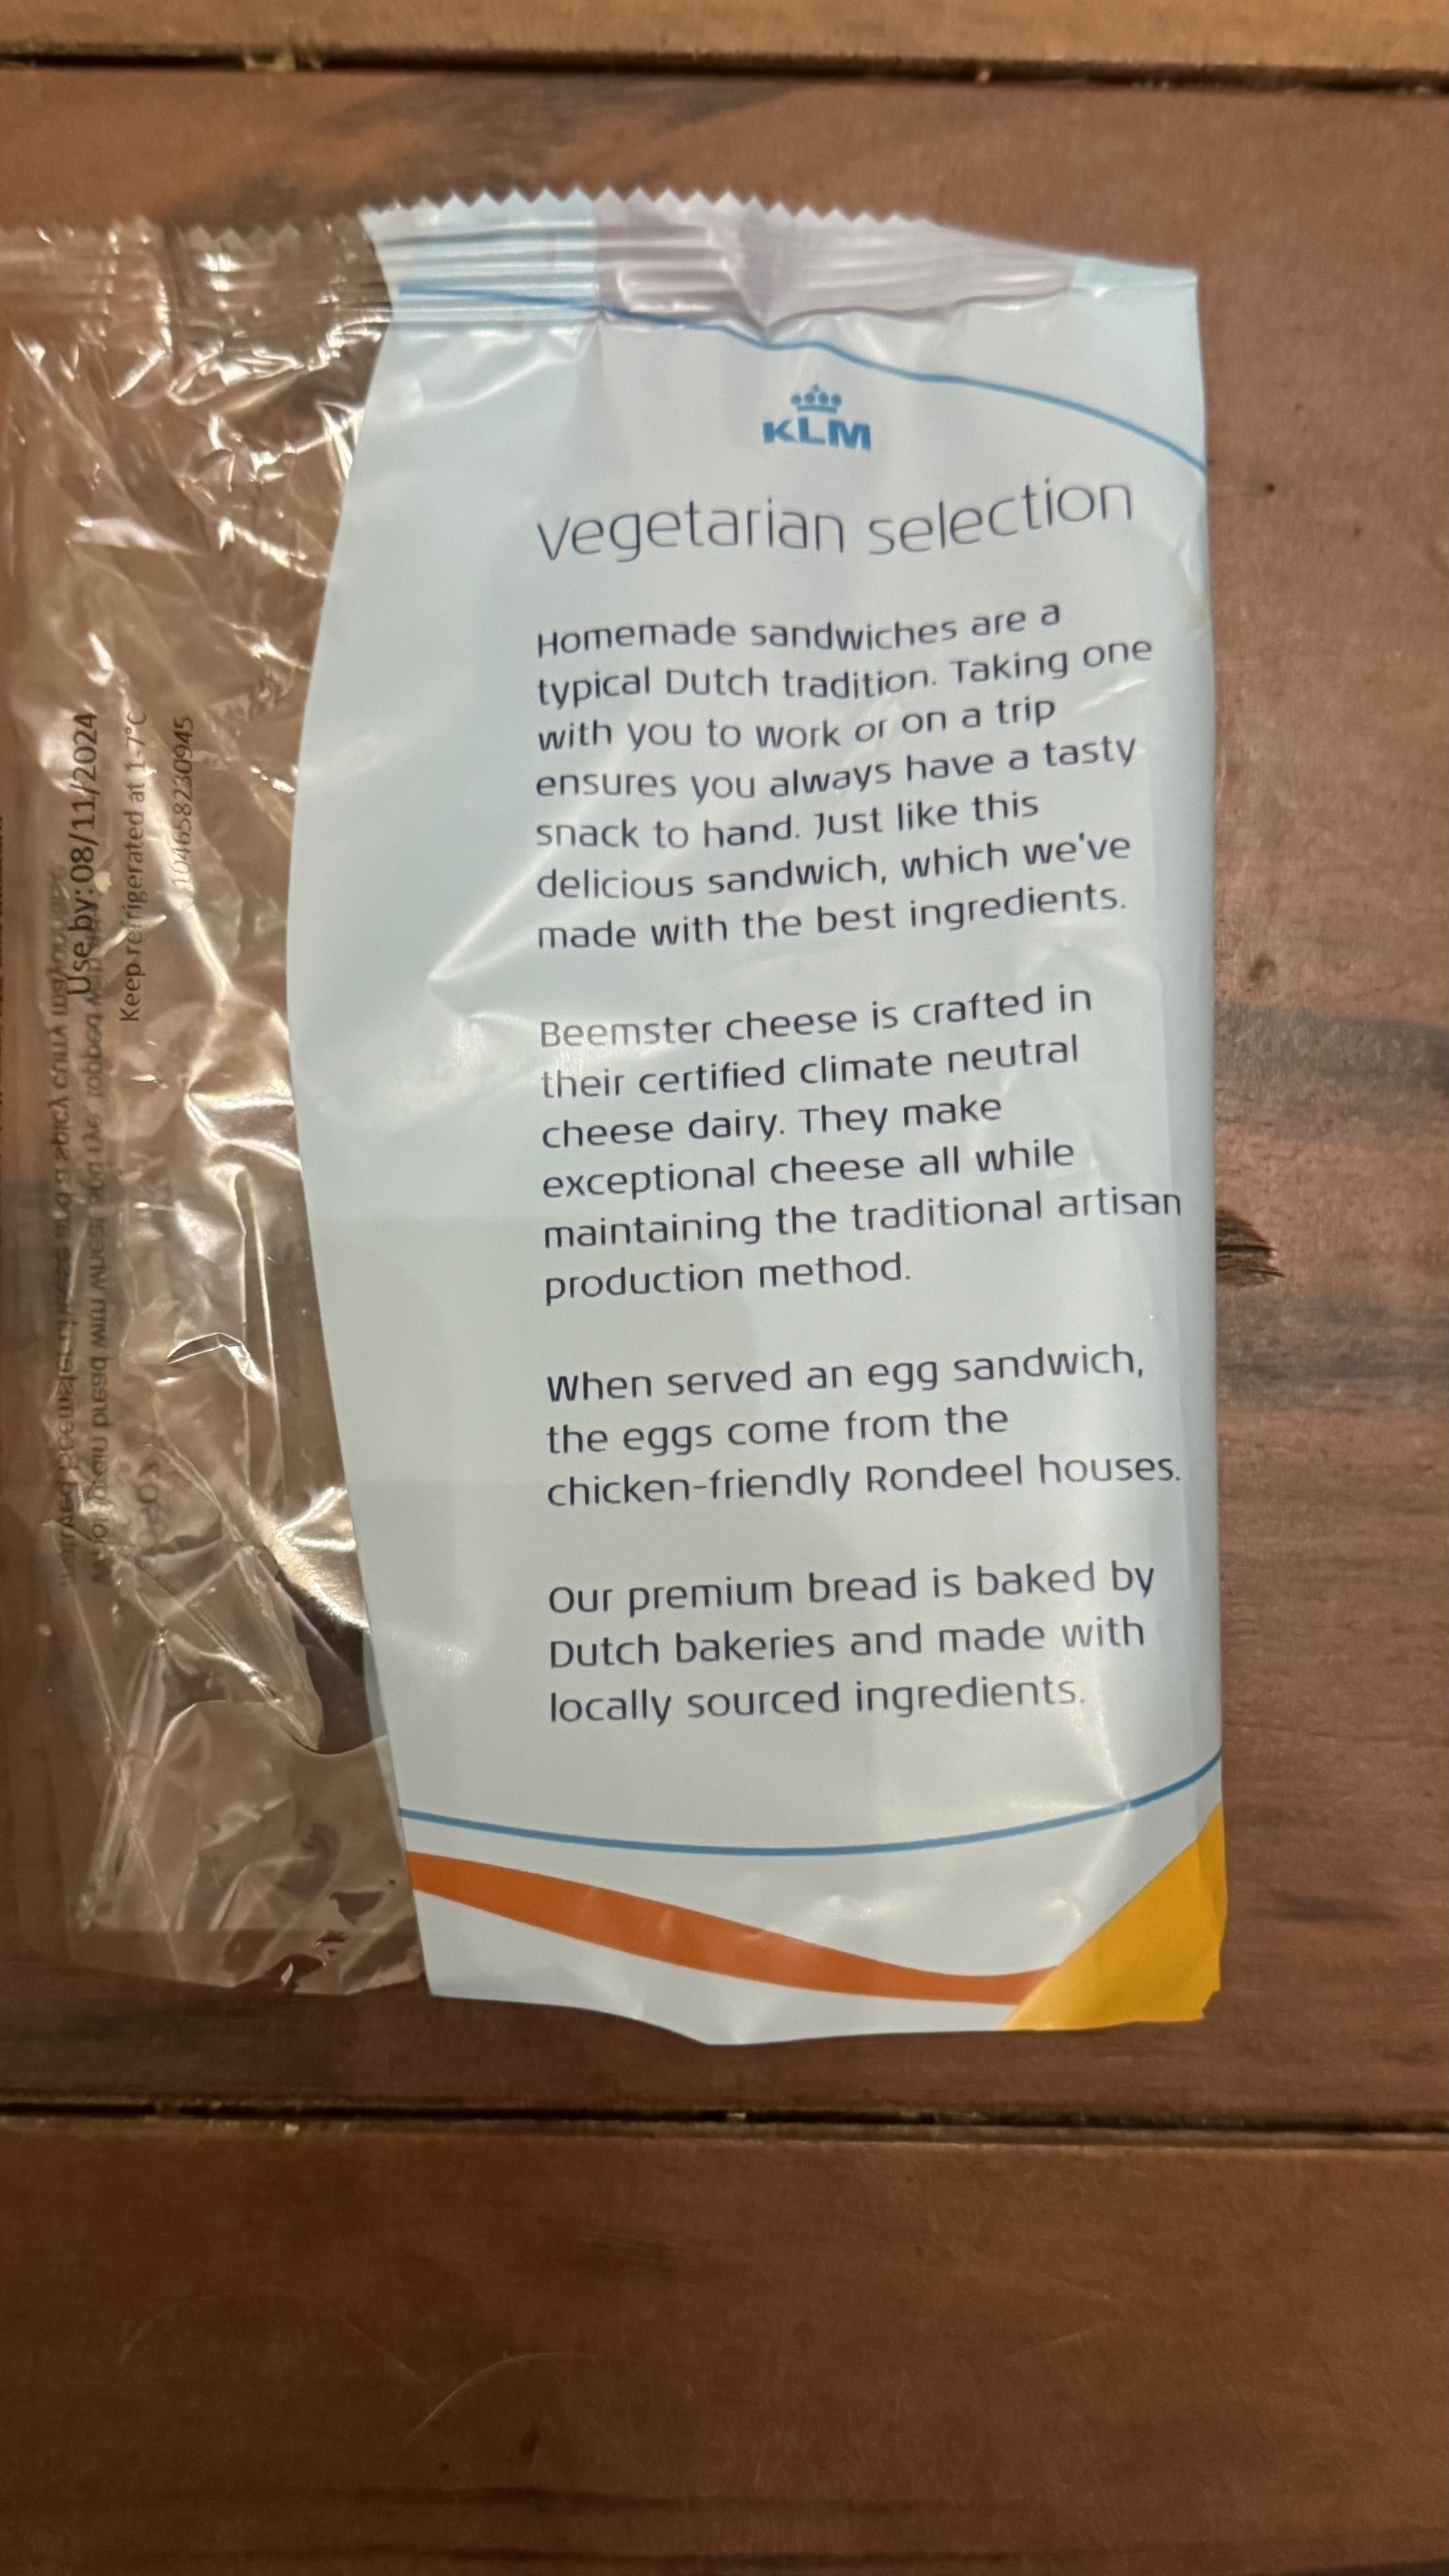 KLM
vegetarian selection
Homemade sandwiches are a
typical Dutch tradition. Taking one
with you to work or on a trip
ensures you always have a tasty
snack to hand. Just like this
delicious sandwich, which we've
made with the best ingredients.
Beemster cheese is crafted in
their certified climate neutral
cheese dairy. They make
exceptional cheese all while
maintaining the traditional artisan
production method.
When served an egg sandwich,
the eggs come from the
chicken-friendly Rondeel houses.
Our premium bread is baked by
Dutch bakeries and made with
locally sourced ingredients.
Use by:08/11/2024
Keep refrigerated at 1-7°C
104658230945